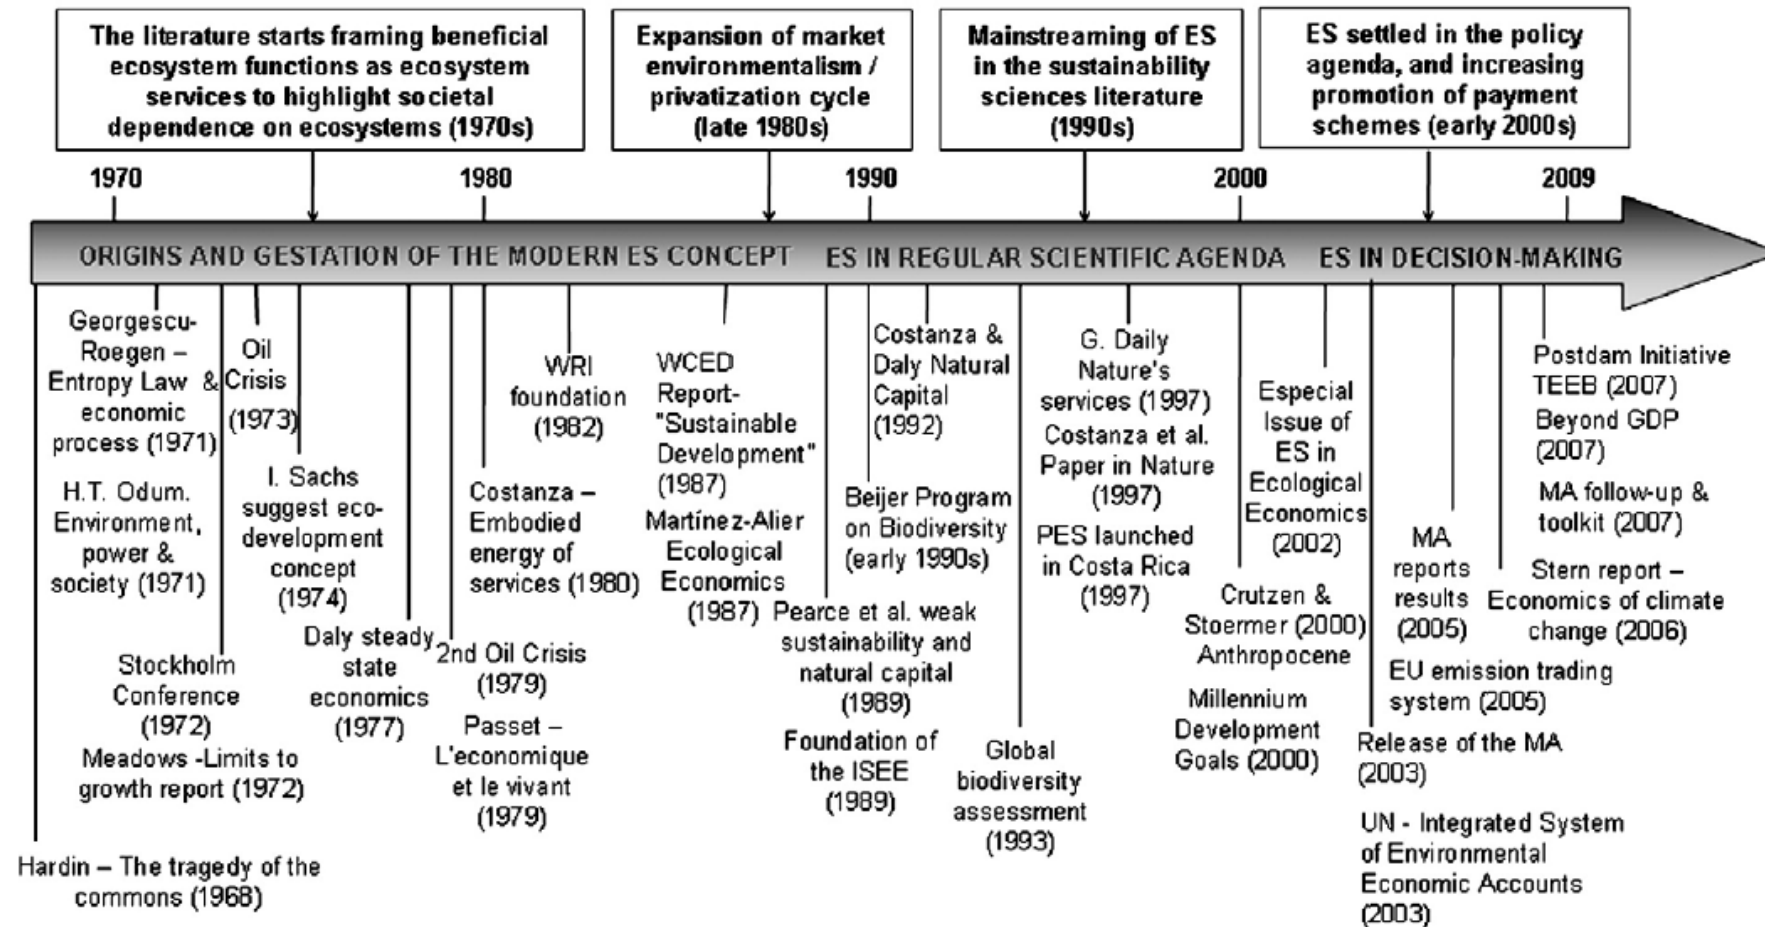 The literature starts framing beneficial
ecosystem functions as ecosystem
services to highlight societal
dependence on ecosystems (1970s)
Expansion of market
environmentalism /
privatization cycle
(late 1980s)
Mainstreaming of ES
in the sustainability
sciences literature
(1990s)
ES settled in the policy
agenda, and increasing
promotion of payment
schemes (early 2000s)
1970
1980
1990
2000
2009
ORIGINS AND GESTATION OF THE MODERN ES CONCEPT
ES IN REGULAR SCIENTIFIC AGENDA
ES IN DECISION-MAKING
Georgescu-
Roegen –
Entropy Law &
economic
process (1971)
H.T. Odum.
Environment,
power &
society (1971)
Oil
Crisis
(1973)
I. Sachs
suggest eco-
development
concept
(1974)
Stockholm
Conference
(1972)
Meadows -Limits to
growth report (1972)
Hardin – The tragedy of the
commons (1968)
Daly steady
state
economics
(1977)
2nd Oil Crisis
(1979)
Passet –
L'economique
et le vivant
(1979)
WRI
foundation
(1982)
Costanza –
Embodied
energy of
services (1980)
WCED
Report-
"Sustainable
Development"
(1987)
Martínez-Alier
Ecological
Economics
(1987)
Pearce et al. weak
sustainability and
natural capital
(1989)
Foundation of
the ISEE
(1989)
Costanza &
Daly Natural
Capital
(1992)
Beijer Program
on Biodiversity
(early 1990s)
Global
biodiversity
assessment
(1993)
G. Daily
Nature's
services (1997)
Costanza et al.
Paper in Nature
(1997)
PES launched
in Costa Rica
(1997)
Crutzen &
Stoermer (2000)
Anthropocene
Millennium
Development
Goals (2000)
Especial
Issue of
ES in
Ecological
Economics
(2002)
MA
reports
results
(2005)
EU emission trading
system (2005)
Release of the MA
(2003)
UN - Integrated System
of Environmental
Economic Accounts
(2003)
Postdam Initiative
TEEB (2007)
Beyond GDP
(2007)
MA follow-up &
toolkit (2007)
Stern report –
Economics of climate
change (2006)